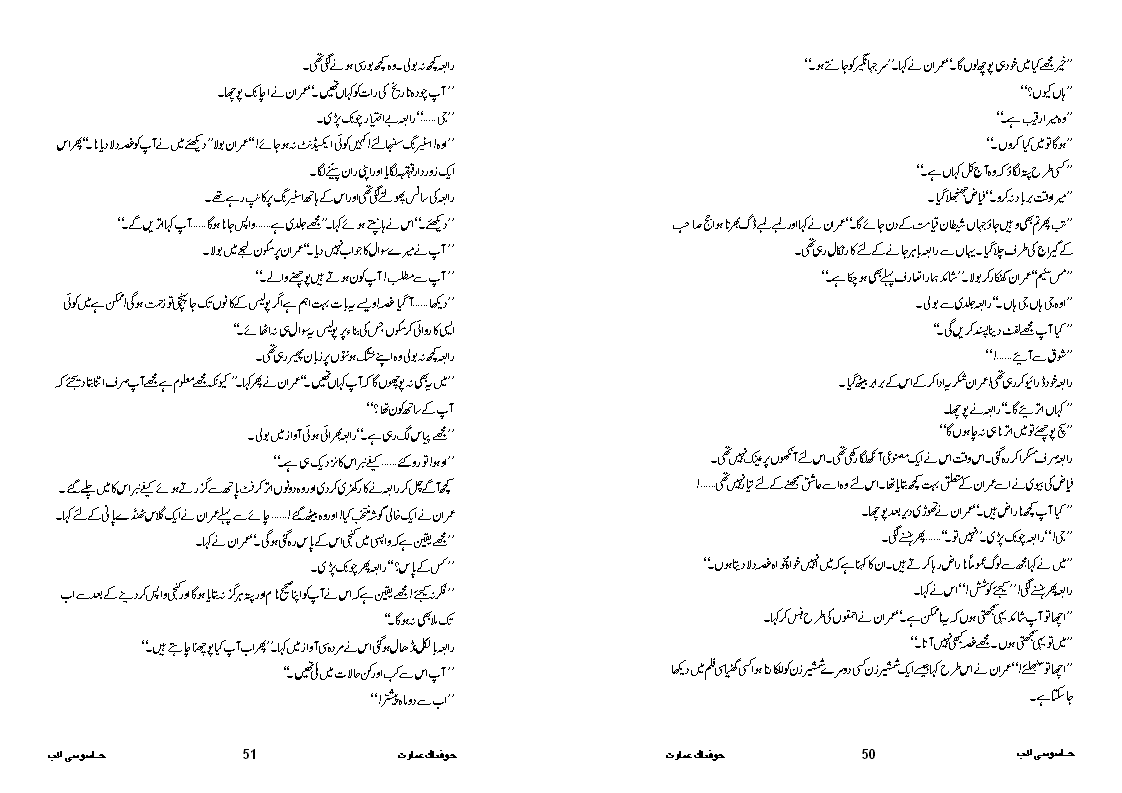 ’’خیر مجھے کیا میں خود ہی پوچھ لوں گا۔‘‘عمران نے کہا۔’’سر جہانگیر کو جانتے ہو۔‘‘
’’ہاں کیوں؟‘‘
’’وہ میرا رقیب ہے۔‘‘
’’ہوگا تو میں کیا کروں۔‘‘
’’کسی طرح پتہ لگاؤ کہ وہ آج کل کہاں ہے۔‘‘
’’میرا وقت برباد نہ کرو۔‘‘فیاض جھنجھلا گیا۔
’’تب پھر تم بھی وہیں جاؤ جہاں شیطان قیامت کے دن جائے گا۔‘‘عمران نے کہا اور لمبے لمبے ڈگ بھرتا ہوا جج صاحب
کے گیراج کی طرف چلا گیا۔ یہاں سے رابعہ باہر جانے کے لئے کار نکال رہی تھی۔
’’مس سلیم‘‘عمران کھنکار کر بولا۔’’شائد ہمارا تعارف پہلے بھی ہو چکا ہے۔‘‘
’’اوہ جی ہاں جی ہاں۔‘‘رابعہ جلدی سے بولی۔
’’کیا آپ مجھے لفٹ دینا پسند کریں گی۔‘‘
’’شوق سے آیئے......!‘‘
رابعہ خود ڈرائیو کر رہی تھی!عمران شکریہ ادا کر کے اس کے برابر بیٹھ گیا۔
’’کہاں اتریئے گا۔‘‘رابعہ نے پوچھا۔
’’سچ پوچھئے تو میں اترنا ہی نہ چاہوں گا‘‘
رابعہ صرف مسکرا کر رہ گئی۔اس وقت اس نے ایک مصنوعی آنکھ لگا رکھی تھی۔اس لئے آنکھوں پر عینک نہیں تھی۔
فیاض کی بیوی نے اسے عمران کے متعلق بہت کچھ بتایا تھا۔اس لئے وہ اسے عاشق سمجھنے کے لئے تیار نہیں تھی......!
’’کیا آپ کچھ ناراض ہیں۔‘‘عمران نے تھوڑی دیر بعد پوچھا۔
’’جی!‘‘رابعہ چونک پڑی۔’’نہیں تو۔‘‘......پھر ہنسنے لگی۔
’’میں نے کہا مجھ سے لوگ عموماً ناراض رہا کرتے ہیں۔ان کا کہنا ہے کہ میں انہیں خوا مخواہ غصہ دلا دیتا ہوں۔‘‘
رابعہ پھر ہنسنے لگی!’’کیجئے کوشش!‘‘اس نے کہا۔
’’اچھا تو آپ شائد یہی سمجھتی ہوں کہ یہ ناممکن ہے۔‘‘عمران نے احمقوں کی طرح ہنس کر کہا۔
’’میں تو یہی سمجھتی ہوں۔مجھے غصہ کبھی نہیں آتا۔‘‘
’’اچھا تو سنبھلئے!‘‘عمران نے اس طرح کہا جیسے ایک شمشیر زن کسی دوسرے شمشیر زن کو للکارتا ہوا کسی گھٹیا سی فلم میں دیکھا
جا سکتا ہے۔
جاسوسی ادب
50
خوفناک عمارت
رابعہ کچھ نہ بولی۔وہ کچھ بور سی ہونے لگی تھی۔
’’آپ چودہ تاریخ کی رات کو کہاں تھیں۔‘‘عمران نے اچانک پوچھا۔
’’جی.....‘‘رابعہ بے اختیار چونک پڑی۔
’’اوہ!اسٹیرنگ سنبھالئے!کہیں کوئی ایکسیڈنٹ نہ ہو جائے!‘‘عمران بولا’’دیکھئے میں نے آپ کو غصہ دلا دیا نا۔‘‘پھر اس
ایک زوردار قہقہہ لگایا اور اپنی ران پیٹنے لگا۔
رابعہ کی سانس پھولنے لگی تھی اور اس کے ہاتھ اسٹیرنگ پر کانپ رہے تھے۔
’’دیکھئے۔‘‘اس نے ہانپتے ہوئے کہا۔’’مجھے جلدی ہے......واپس جانا ہوگا......آپ کہا اتریں گے۔‘‘
’’آپ نے میرے سوال کا جواب نہیں دیا۔‘‘عمران پر سکون لہجے میں بولا۔
’’آپ سے مطلب!آپ کون ہوتے ہیں پوچھنے والے۔‘‘
’’دیکھا......آگیا غصہ!ویسے یہ بات بہت اہم ہے اگر پولیس کے کانوں تک جا پہنچی تو زحمت ہوگی!ممکن ہے میں کوئی
ایسی کاروائی کر سکوں جس کی بناء پر پولیس یہ سوال ہی نہ اٹھائے۔‘‘
رابعہ کچھ نہ بولی وہ اپنے خشک ہونٹوں پر زبان پھیر رہی تھی۔
’’میں یہ بھی نہ پوچھوں گا کہ آپ کہاں تھیں۔‘‘عمران نے پھر کہا۔’’کیونکہ مجھے معلوم ہے مجھے آپ صرف اتنا بتا دیجئے کہ
آپ کے ساتھ کون تھا؟‘‘
’’مجھے پیاس لگ رہی ہے۔‘‘رابعہ بھرائی ہوئی آواز میں بولی۔
’’اوہو!تو روکئے......کیفے نبراس کا نزدیک ہی ہے۔‘‘
کچھ آگے چل کر رابعہ نے کار کھڑی کر دی اور وہ دونوں اتر کر فٹ پاتھ سے گزرتے ہوئے کیفے نبراس کا میں چلے گئے۔
عمران نے ایک خالی گوشہ منتخب کیا!اور وہ بیٹھ گئے!......چائے سے پہلے عمران نے ایک گلاس ٹھنڈے پانی کے لئے کہا۔
’’مجھے یقین ہے کہ واپسی میں کنجی اس کے پاس رہ گئی ہوگی۔‘‘عمران نے کہا۔
’’کس کے پاس؟‘‘رابعہ پھر چونک پڑی۔
’’فکر نہ کیجئے!مجھے یقین ہے کہ اس نے آپ کو اپنا صحیح نام اور پتہ ہرگز نہ بتایا ہوگا اور کنجی واپس کر دینے کے بعد سے اب
تک ملا بھی نہ ہوگا۔‘‘
رابعہ بالکل نڈھال ہو گئی اس نے مردہ سی آواز میں کہا۔’’پھر اب آپ کیا پوچھنا چاہتے ہیں۔‘‘
’’آپ اس سے کب اور کن حالات میں ملی تھیں۔‘‘
’’اب سے دو ماہ پیشتر!‘‘
خوفناک عمارت
51
جاسوسی ادب